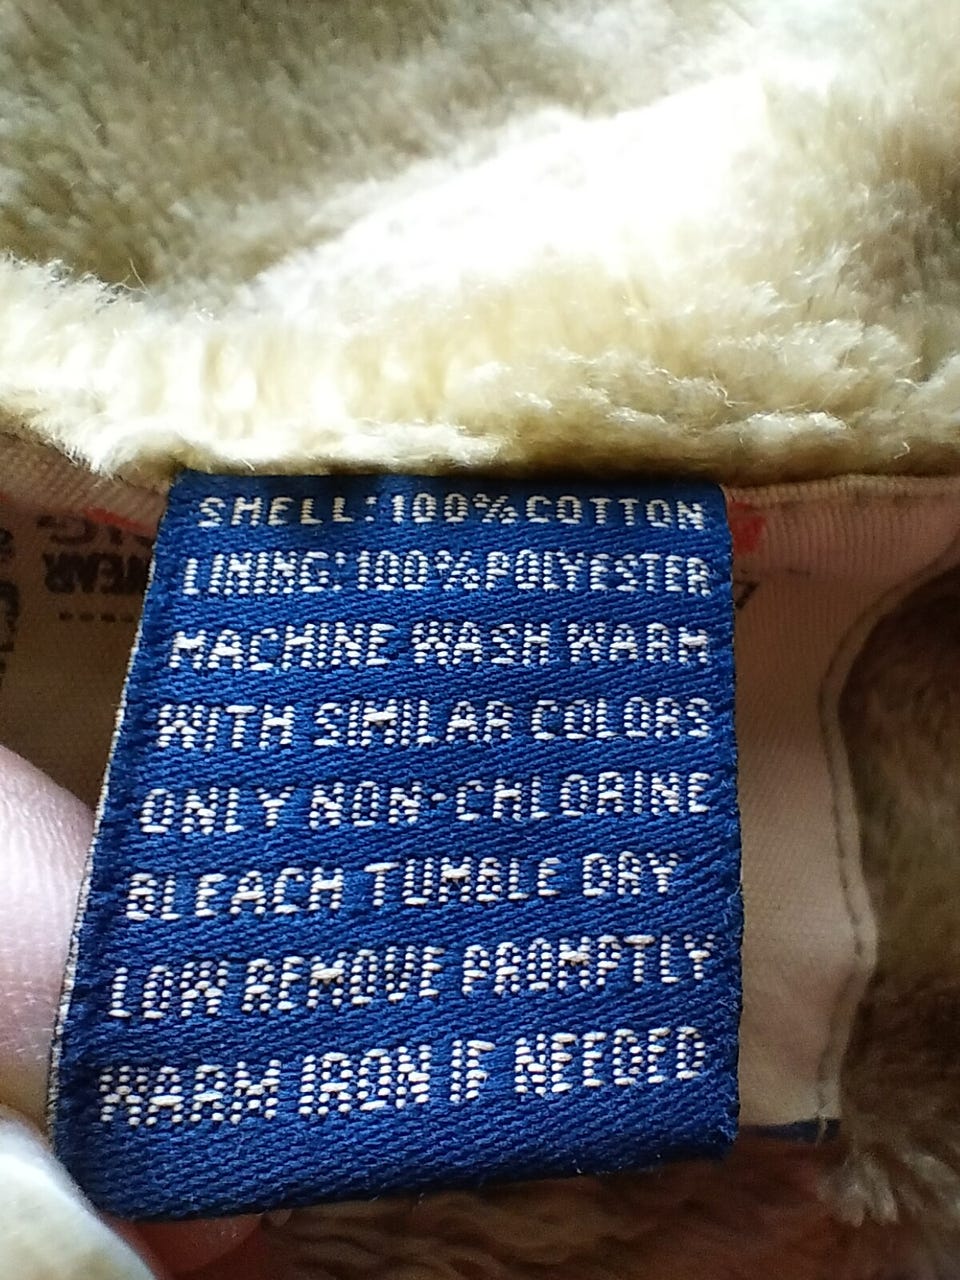 SHELL: 100% COTTON
LINING: 100% POLYESTER
MACHINE WASH WARM
WITH SIMILAR COLORS
ONLY NON-CHLORINE
BLEACH TUMBLE DRY
LOW REMOVE PROMPTLY
WARM IRON IF NEEDED